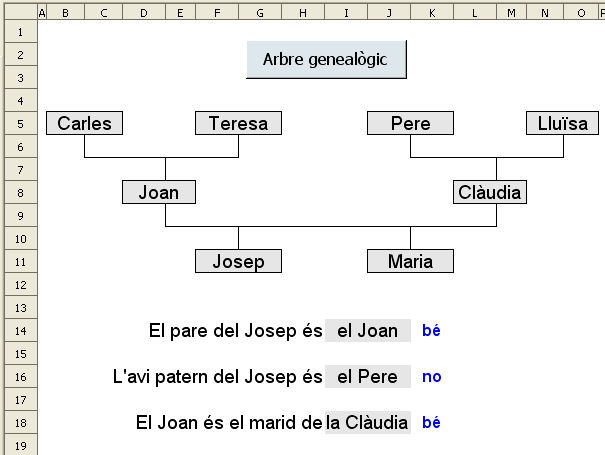 A B C D E F G H I J K L M N O P
1
2
Arbre genealògic
3
4
5 Carles Teresa Pere Lluïsa
6
7
8 Joan Clàudia
9
10
11 Josep Maria
12
13
14 El pare del Josep és el Joan bé
15
16 L'avi patern del Josep és el Pere no
17
18 El Joan és el marid de la Clàudia bé
19